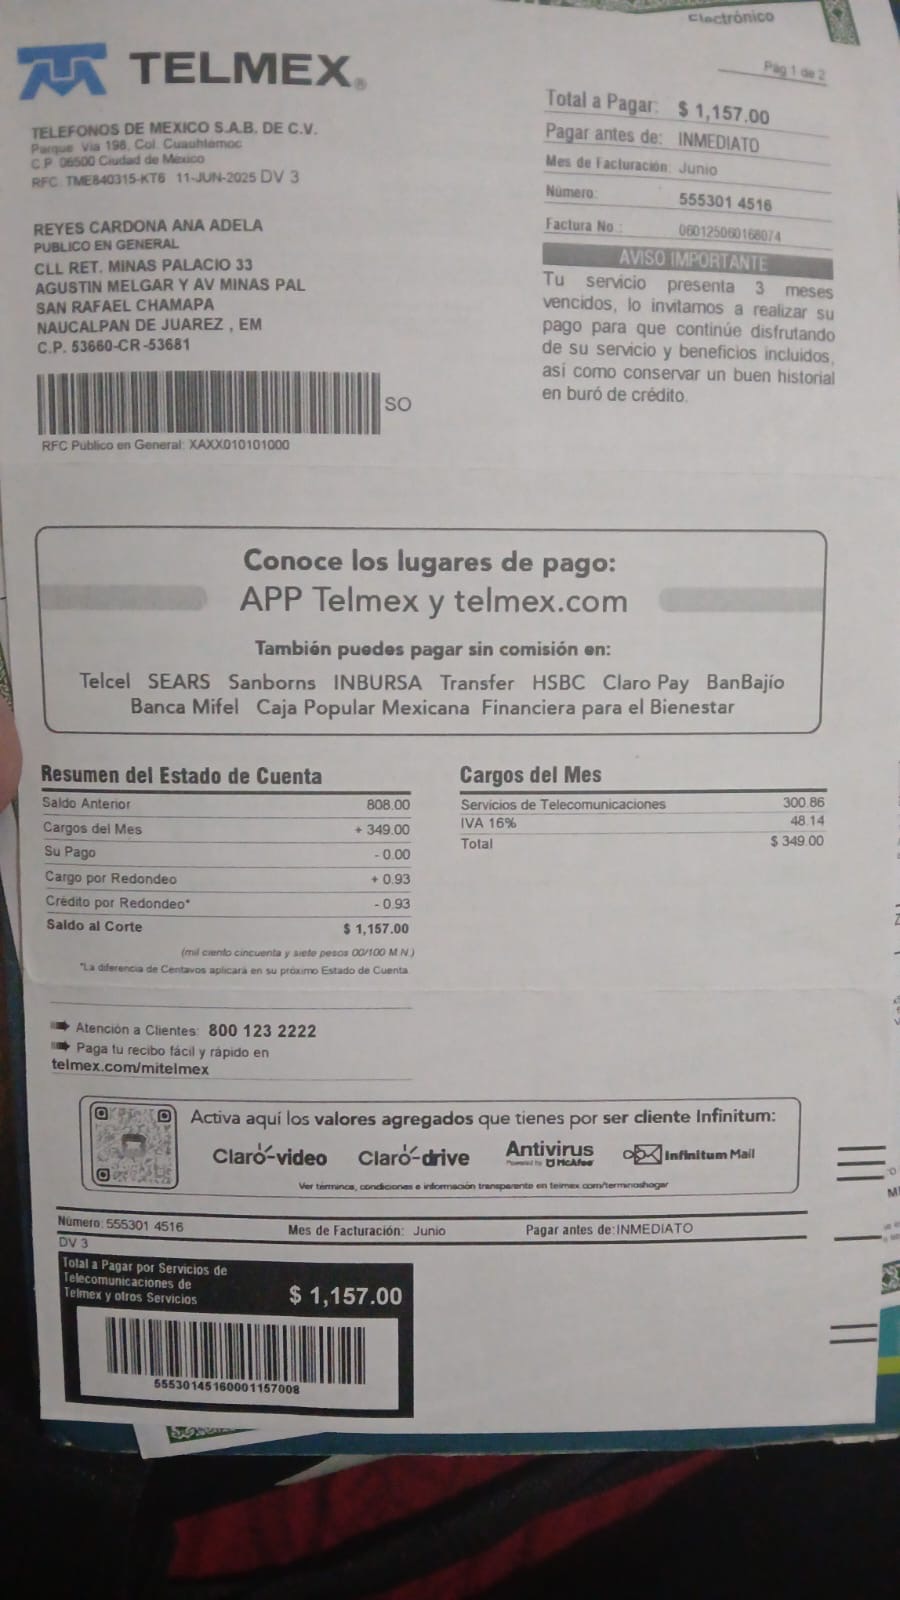 Electrónico
TELMEX®
Pág 1 de 2
TELEFONOS DE MEXICO S.A.B. DE C.V.
Parque Vía 198, Col. Cuauhtémoc
C.P. 06500 Ciudad de México
RFC: TME840315-KT6 11-JUN-2025 DV 3
Total a Pagar: $ 1,157.00
Pagar antes de: INMEDIATO
Mes de Facturación: Junio
Número: 555301 4516
Factura No.: 060125060168074
REYES CARDONA ANA ADELA
PUBLICO EN GENERAL
CLL RET. MINAS PALACIO 33
AGUSTIN MELGAR Y AV MINAS PAL
SAN RAFAEL CHAMAPA
NAUCALPAN DE JUAREZ , EM
C.P. 53660-CR -53681
SO
RFC Público en General: XAXX010101000
AVISO IMPORTANTE
Tu servicio presenta 3 meses
vencidos, lo invitamos a realizar su
pago para que continúe disfrutando
de su servicio y beneficios incluidos,
así como conservar un buen historial
en buró de crédito.
Conoce los lugares de pago:
APP Telmex y telmex.com
También puedes pagar sin comisión en:
Telcel SEARS Sanborns INBURSA Transfer HSBC Claro Pay BanBajío
Banca Mifel Caja Popular Mexicana Financiera para el Bienestar
Resumen del Estado de Cuenta
Saldo Anterior 808.00
Cargos del Mes + 349.00
Su Pago - 0.00
Cargo por Redondeo + 0.93
Crédito por Redondeo* - 0.93
Saldo al Corte $ 1,157.00
(mil ciento cincuenta y siete pesos 00/100 M.N.)
*La diferencia de Centavos aplicará en su próximo Estado de Cuenta
Cargos del Mes
Servicios de Telecomunicaciones 300.86
IVA 16% 48.14
Total $ 349.00
Atención a Clientes: 800 123 2222
Paga tu recibo fácil y rápido en
telmex.com/mitelmex
Activa aquí los valores agregados que tienes por ser cliente Infinitum:
Claro-video Claro-drive Antivirus Powered by McAfee Infinitum Mail
Ver términos, condiciones e información transparente en telmex.com/terminoshogar
Número: 555301 4516 Mes de Facturación: Junio Pagar antes de: INMEDIATO
DV 3
Total a Pagar por Servicios de
Telecomunicaciones de
Telmex y otros Servicios
$ 1,157.00
55530145160001157008